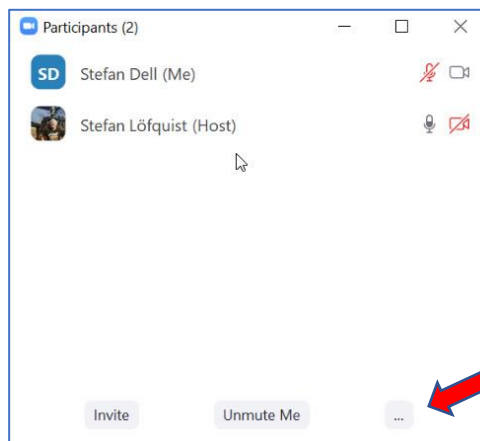 Participants (2)
SD Stefan Dell (Me)
Stefan Löfquist (Host)
Invite Unmute Me ...